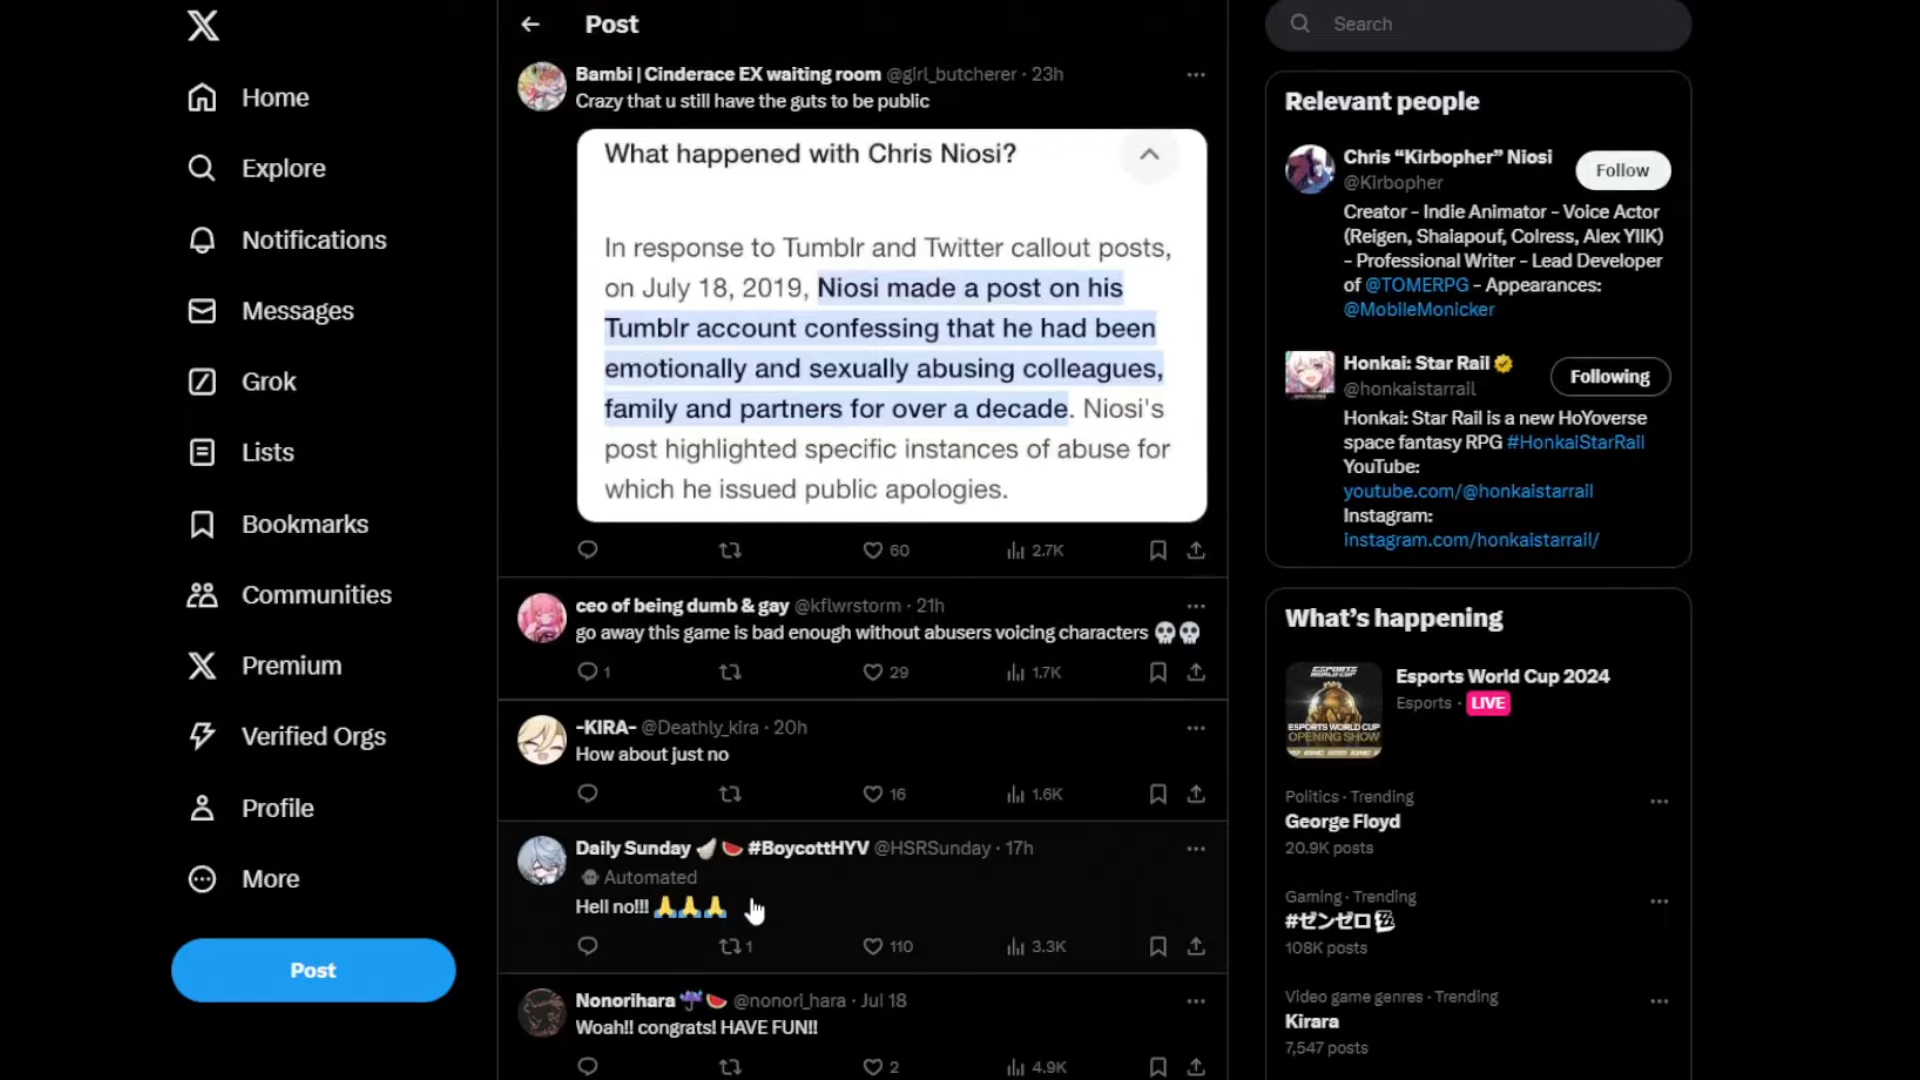 Home
Explore
Notifications
Messages
Grok
Lists
Bookmarks
Communities
Premium
Verified Orgs
Profile
More
Post
Post
Bambi | Cinderace EX waiting room @girl_butcherer · 23h
Crazy that u still have the guts to be public
What happened with Chris Niosi?
In response to Tumblr and Twitter callout posts,
on July 18, 2019, Niosi made a post on his
Tumblr account confessing that he had been
emotionally and sexually abusing colleagues,
family and partners for over a decade. Niosi's
post highlighted specific instances of abuse for
which he issued public apologies.
60 2.7K
ceo of being dumb & gay @kflwrstorm · 21h
go away this game is bad enough without abusers voicing characters 💀💀
1 29 1.7K
-KIRA- @Deathly_kira · 20h
How about just no
16 1.6K
Daily Sunday 🪽🍉 #BoycottHYV @HSRSunday · 17h
Automated
Hell no!!! 🙏🙏🙏
1 110 3.3K
Nonorihara ☔🍉 @nonori_hara · Jul 18
Woah!! congrats! HAVE FUN!!
2 4.9K
Search
Relevant people
Chris “Kirbopher” Niosi
@Kirbopher
Follow
Creator - Indie Animator - Voice Actor
(Reigen, Shaiapouf, Colress, Alex YIIK)
- Professional Writer - Lead Developer
of @TOMERPG - Appearances:
@MobileMonicker
Honkai: Star Rail
@honkaistarrail
Following
Honkai: Star Rail is a new HoYoverse
space fantasy RPG #HonkaiStarRail
YouTube:
youtube.com/@honkaistarrail
Instagram:
instagram.com/honkaistarrail/
What’s happening
ESPORTS
WORLD CUP
ESPORTS WORLD CUP
OPENING SHOW
Esports World Cup 2024
Esports · LIVE
Politics · Trending
George Floyd
20.9K posts
Gaming · Trending
#ゼンゼロ
108K posts
Video game genres · Trending
Kirara
7,547 posts